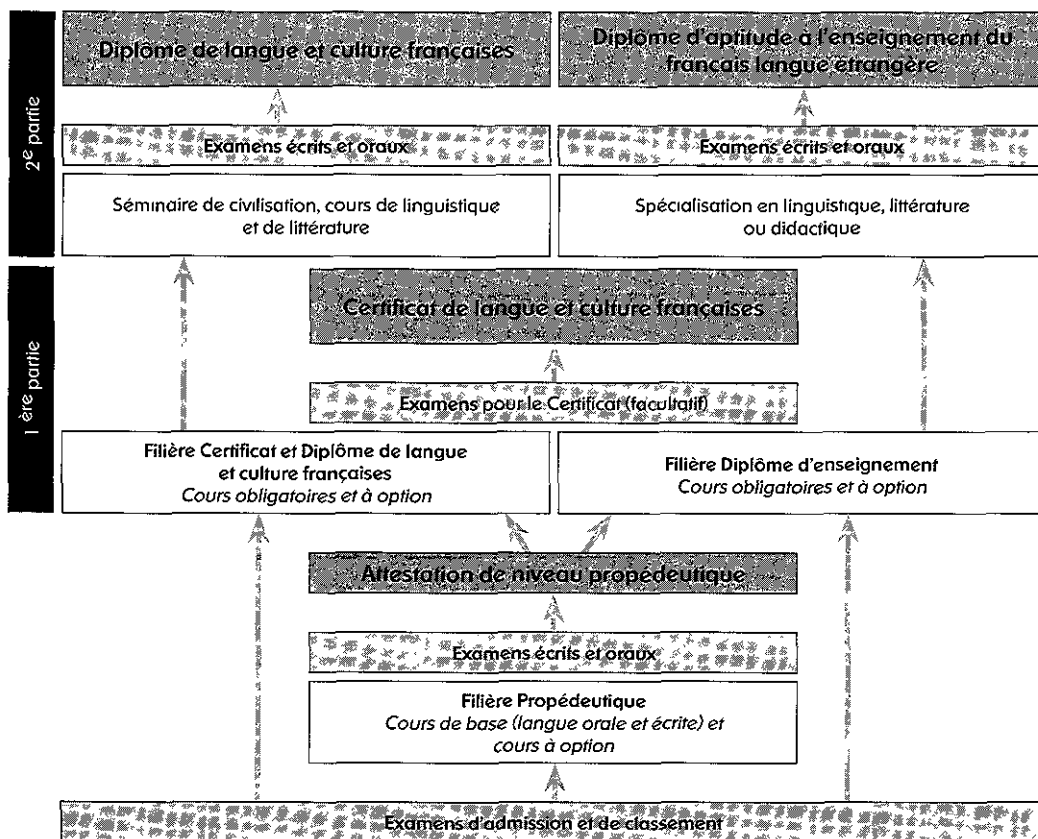 2e partie
Diplôme de langue et culture françaises
Diplôme d'aptitude à l'enseignement du
français langue etrangère
Examens écrits et oraux
Examens écrits et oraux
Séminaire de civilisation, cours de linguistique
et de littérature
Spécialisation en linguistique, littérature
ou didactique
1ère partie
Certificat de langue et culture françaises
Examens pour le Certificat (facultatif)
Filière Certificat et Diplôme de langue
et culture françaises
Cours obligatoires et à option
Filière Diplôme d'enseignement
Cours obligatoires et à option
Attestation de niveau propédeutique
Examens écrits et oraux
Filière Propédeutique
Cours de base (langue orale et écrite) et
cours à option
Examens d'admission et de classement